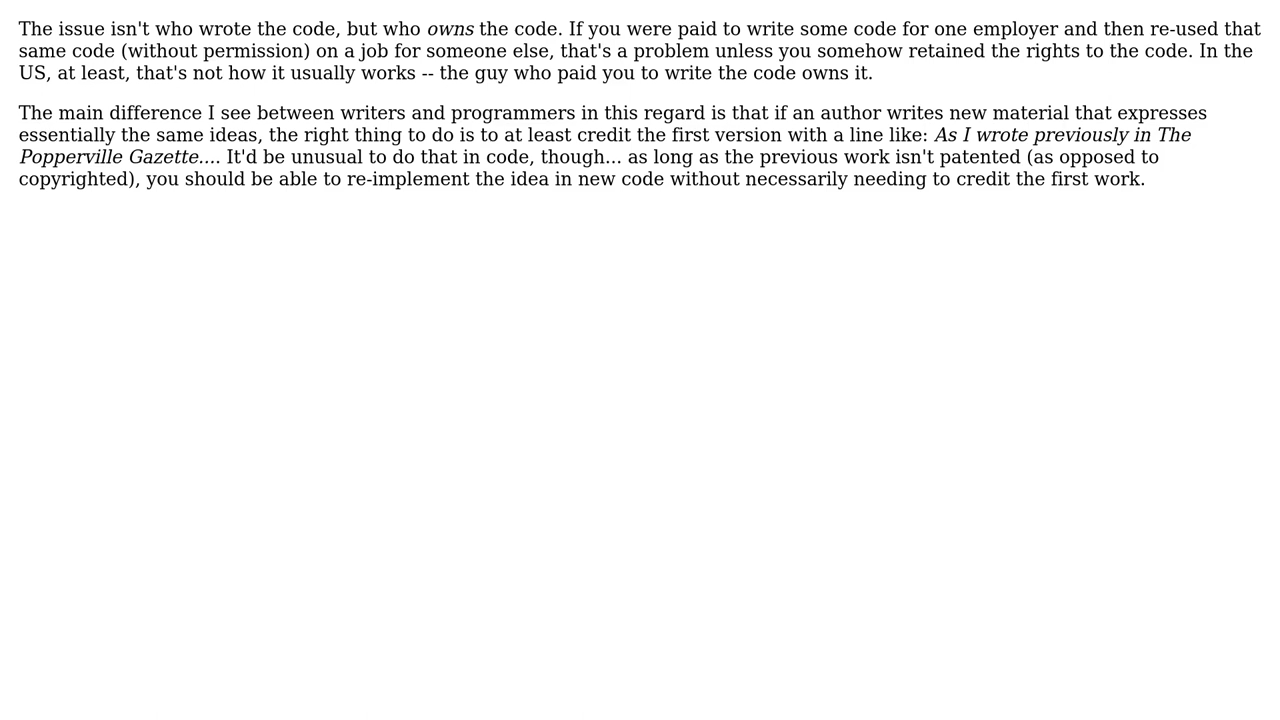 The issue isn't who wrote the code, but who owns the code. If you were paid to write some code for one employer and then re-used that
same code (without permission) on a job for someone else, that's a problem unless you somehow retained the rights to the code. In the
US, at least, that's not how it usually works -- the guy who paid you to write the code owns it.
The main difference I see between writers and programmers in this regard is that if an author writes new material that expresses
essentially the same ideas, the right thing to do is to at least credit the first version with a line like: As I wrote previously in The
Popperville Gazette.... It'd be unusual to do that in code, though... as long as the previous work isn't patented (as opposed to
copyrighted), you should be able to re-implement the idea in new code without necessarily needing to credit the first work.